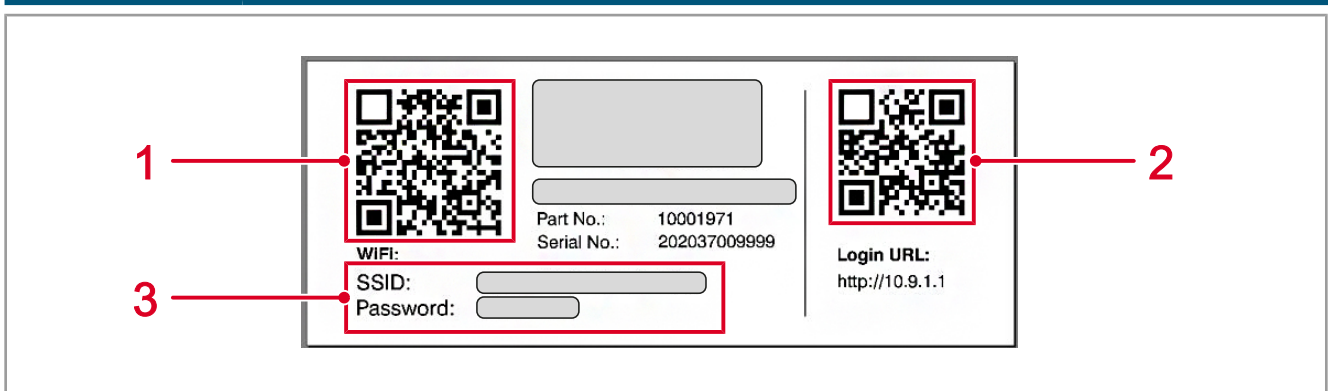 1
2
3
Part No.: 10001971
Serial No.: 202037009999
WiFi:
SSID:
Password:
Login URL:
http://10.9.1.1